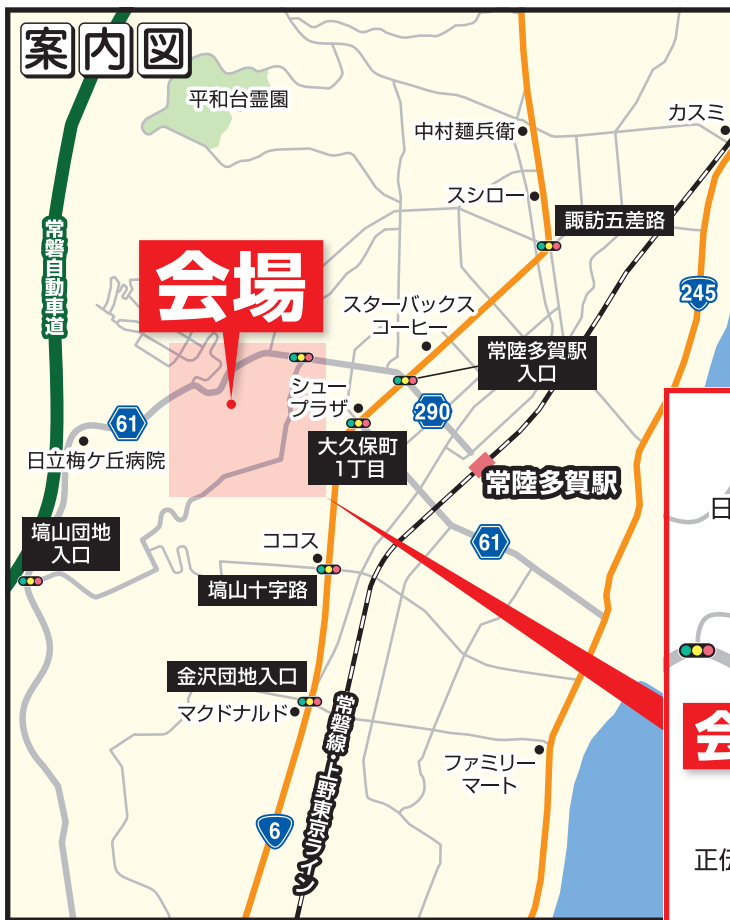 案内図
平和台霊園
カスミ
中村麺兵衛
スシロー
諏訪五差路
常磐自動車道
会場
245
スターバックス
コーヒー
常陸多賀駅
入口
シュー
プラザ
290
61
大久保町
1丁目
日立梅ケ丘病院
常陸多賀駅
日
塙山団地
入口
ココス
61
塙山十字路
金沢団地入口
マクドナルド
会
常磐線・上野東京ライン
ファミリー
マート
6
正伝